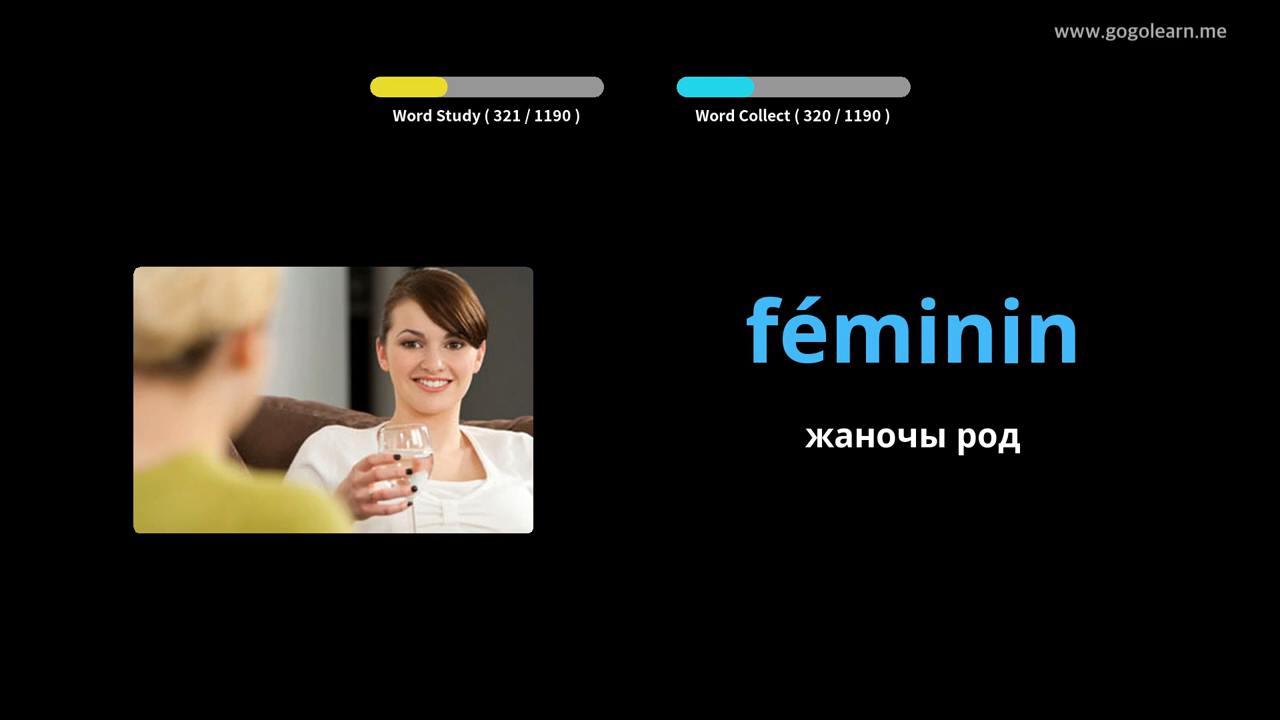 www.gogolearn.me
Word Study ( 321 / 1190 )
Word Collect ( 320 / 1190 )
féminin
жаночы род